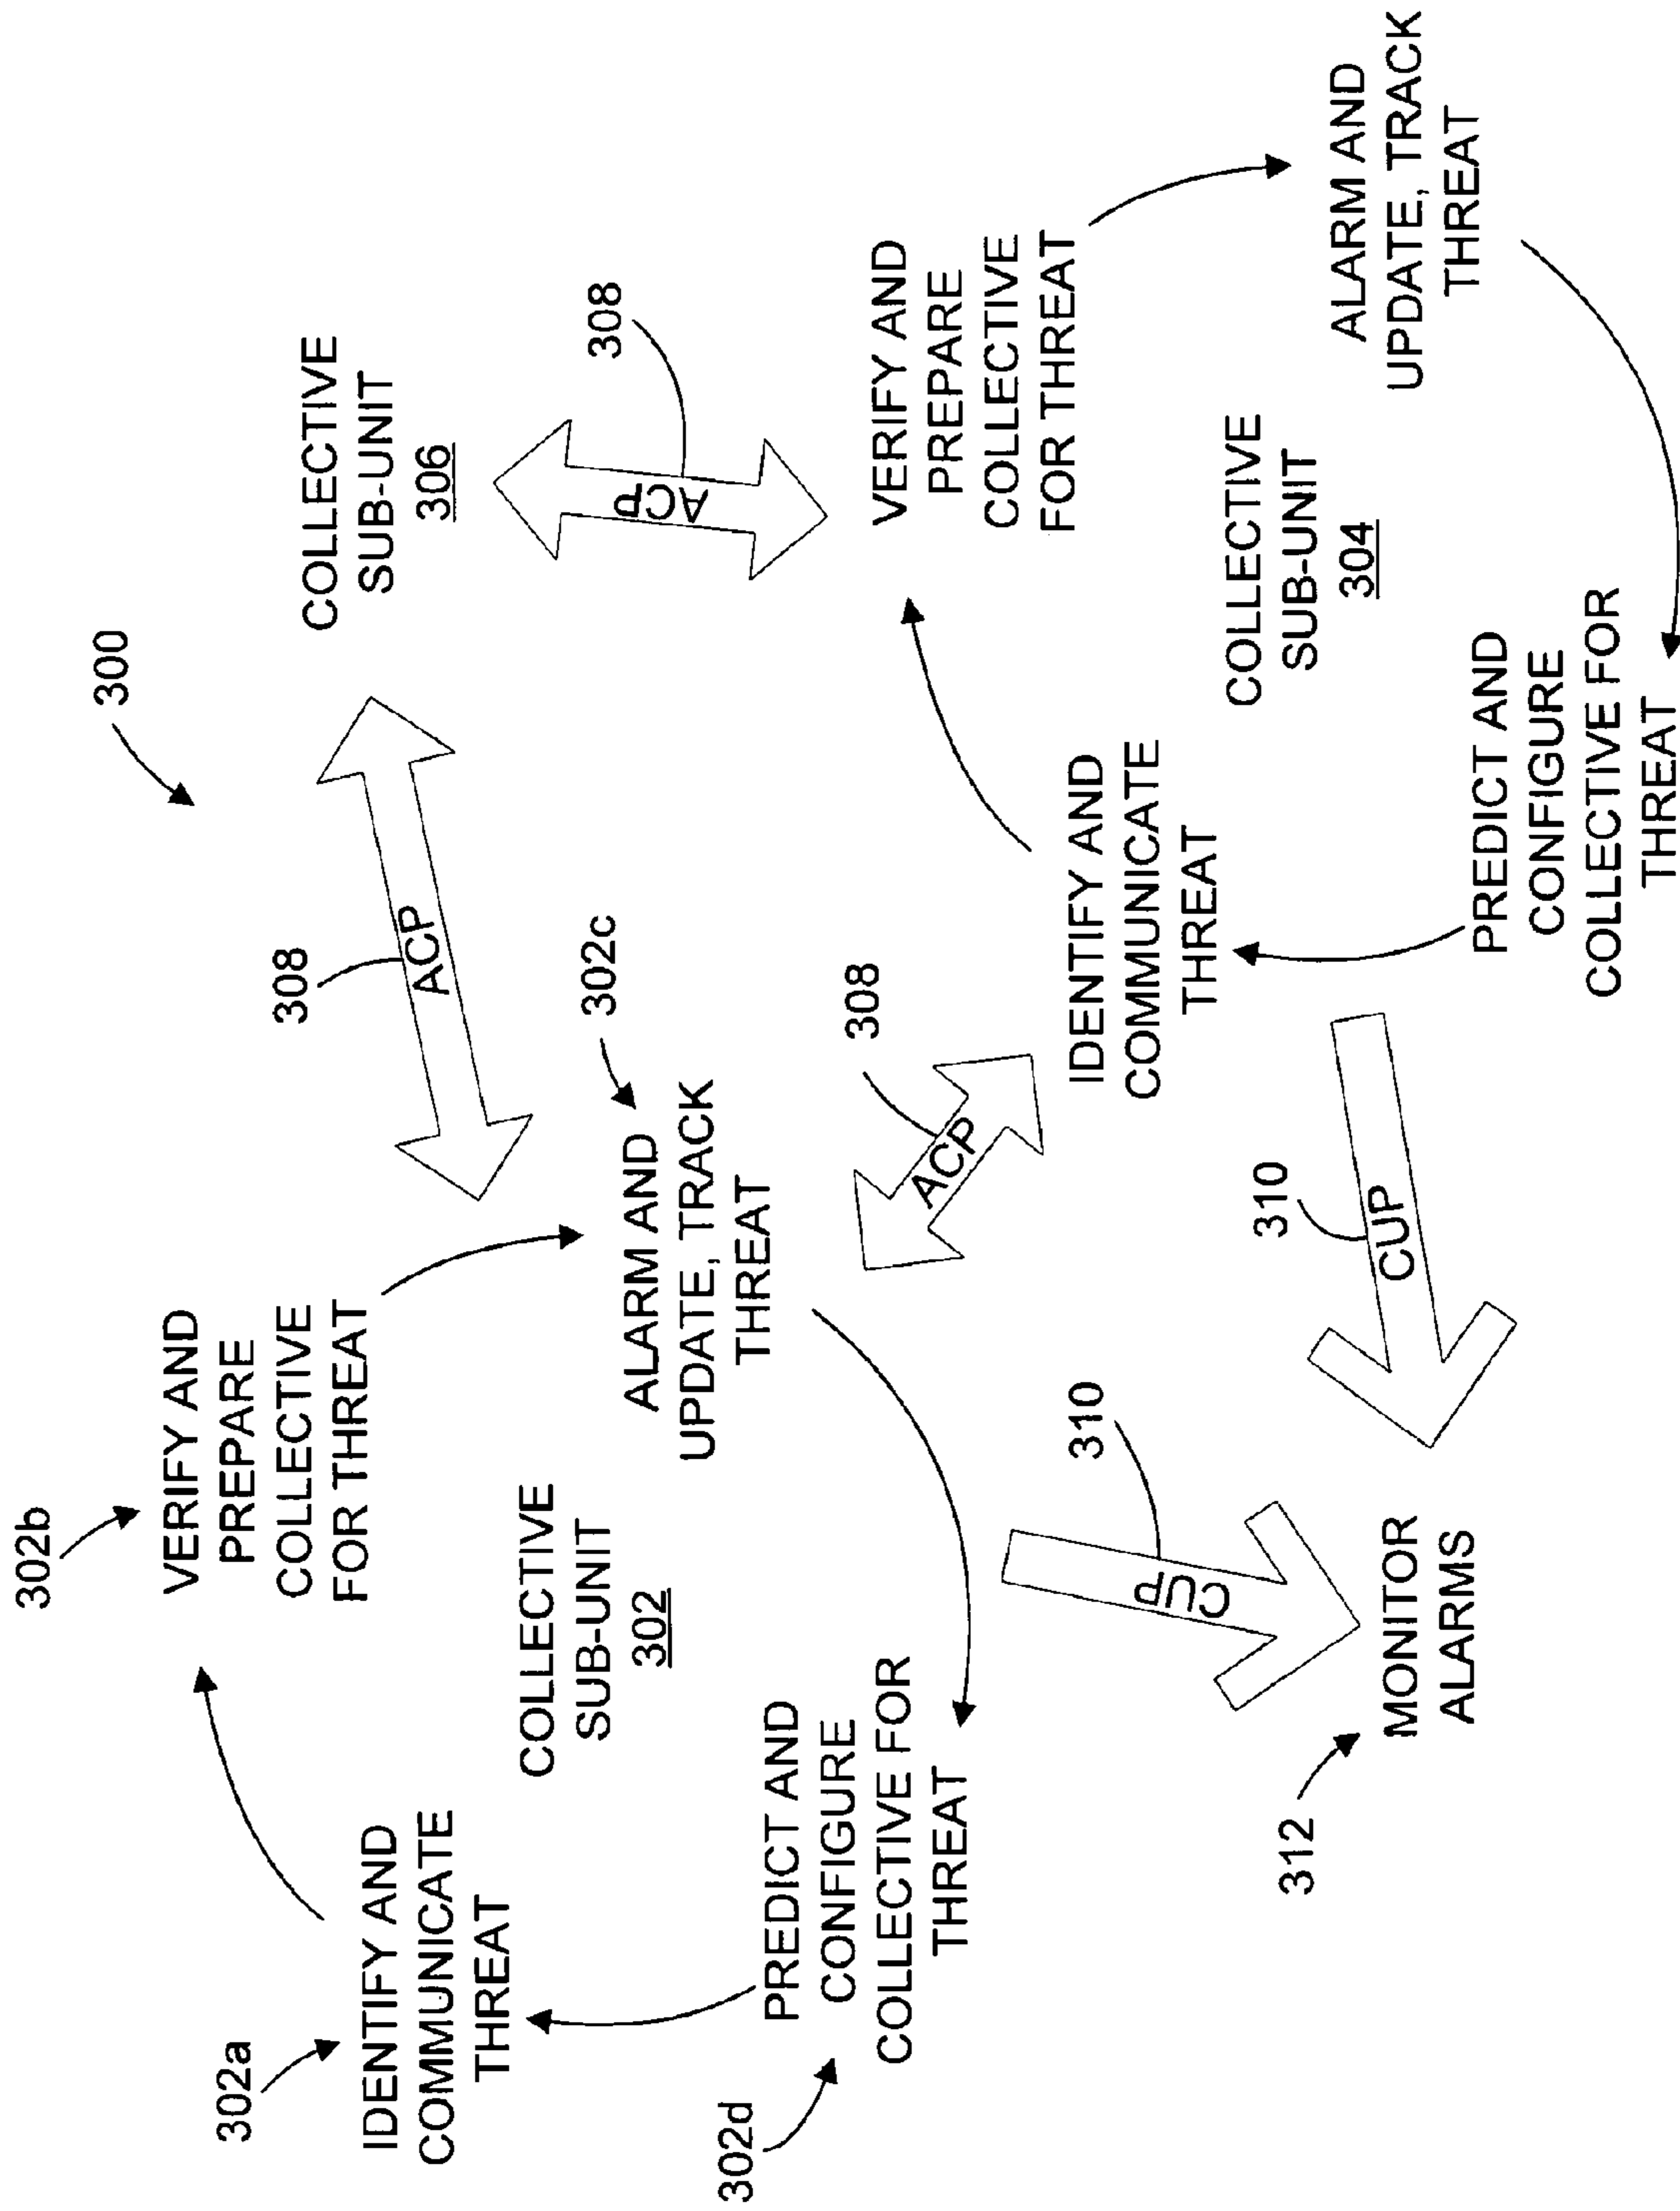 300
302b
VERIFY AND
PREPARE
COLLECTIVE
FOR THREAT
302a
IDENTIFY AND
COMMUNICATE
THREAT
COLLECTIVE
SUB-UNIT
302
302c
ALARM AND
UPDATE, TRACK
THREAT
302d
PREDICT AND
CONFIGURE
COLLECTIVE FOR
THREAT
308
ACP
COLLECTIVE
SUB-UNIT
306
308
ACP
308
ACP
VERIFY AND
PREPARE
COLLECTIVE
FOR THREAT
IDENTIFY AND
COMMUNICATE
THREAT
COLLECTIVE
SUB-UNIT
304
ALARM AND
UPDATE, TRACK
THREAT
PREDICT AND
CONFIGURE
COLLECTIVE FOR
THREAT
310
CUP
310
CUP
312
MONITOR
ALARMS